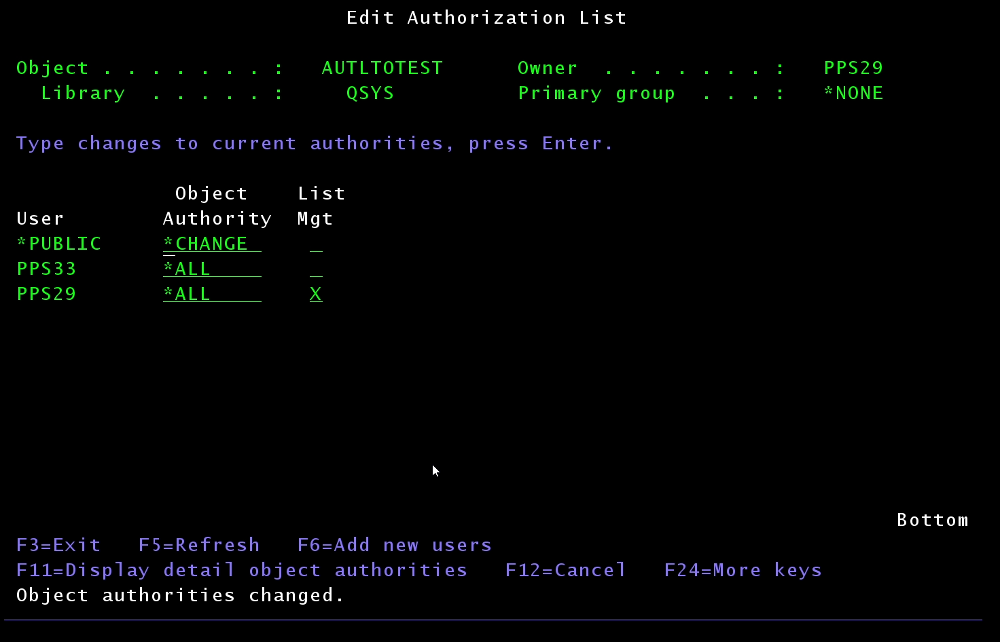 Edit Authorization List
Object . . . . . . . :   AUTLTOTEST      Owner  . . . . . . . :   PPS29
  Library  . . . . . :     QSYS          Primary group  . . . :   *NONE
Type changes to current authorities, press Enter.
             Object    List
User        Authority  Mgt
*PUBLIC     *CHANGE     _
PPS33       *ALL        _
PPS29       *ALL        X
Bottom
F3=Exit   F5=Refresh   F6=Add new users
F11=Display detail object authorities   F12=Cancel   F24=More keys
Object authorities changed.